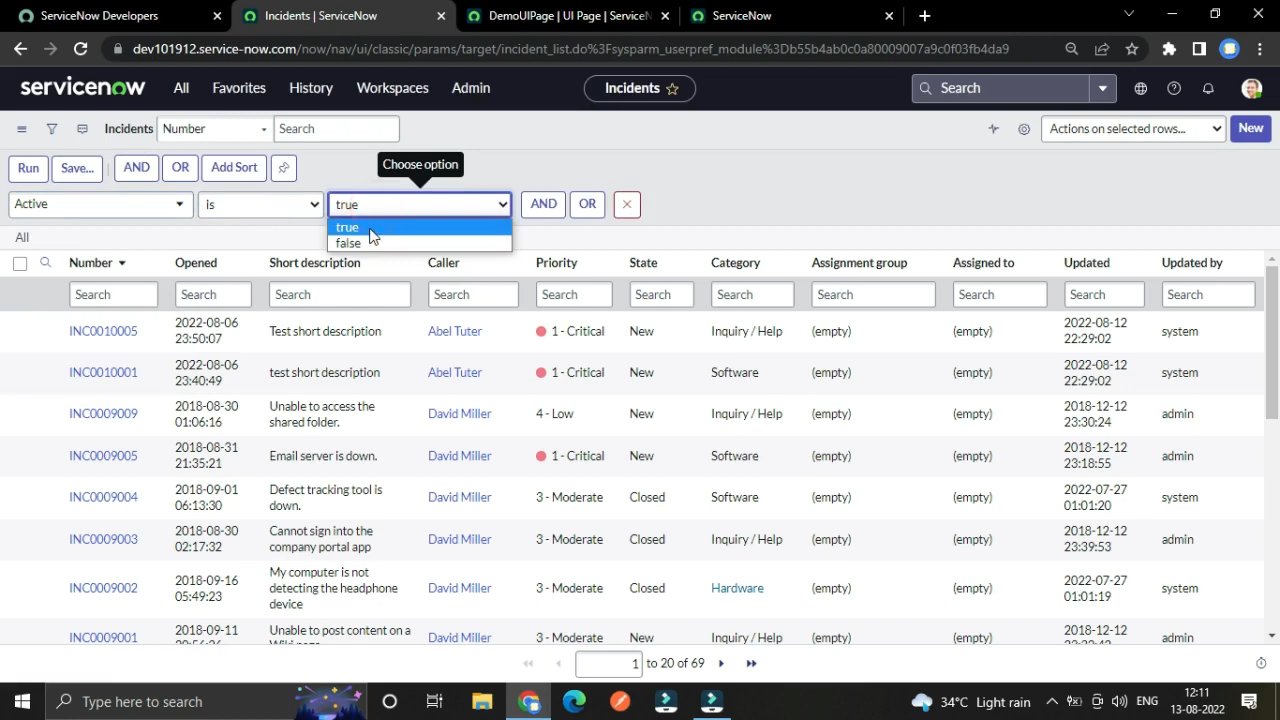 ServiceNow Developers
Incidents | ServiceNow
DemoUIPage | UI Page | ServiceN
ServiceNow
dev101912.service-now.com/now/nav/ui/classic/params/target/incident_list.do%3Fsysparm_userpref_module%3Db55b4ab0c0a80009007a9c0f03fb4da9
servicenow All Favorites History Workspaces Admin Incidents Search
Incidents Number Search Actions on selected rows... New
Run Save... AND OR Add Sort Choose option
Active is true AND OR
true
false
All
Number Opened Short description Caller Priority State Category Assignment group Assigned to Updated Updated by
Search Search Search Search Search Search Search Search Search Search Search
INC0010005 2022-08-06 23:50:07 Test short description Abel Tuter 1 - Critical New Inquiry / Help (empty) (empty) 2022-08-12 22:29:02 system
INC0010001 2022-08-06 23:40:49 test short description Abel Tuter 1 - Critical New Software (empty) (empty) 2022-08-12 22:29:02 system
INC0009009 2018-08-30 01:06:16 Unable to access the shared folder. David Miller 4 - Low New Inquiry / Help (empty) (empty) 2018-12-12 23:30:24 admin
INC0009005 2018-08-31 21:35:21 Email server is down. David Miller 1 - Critical New Software (empty) (empty) 2018-12-12 23:18:55 admin
INC0009004 2018-09-01 06:13:30 Defect tracking tool is down. David Miller 3 - Moderate Closed Software (empty) (empty) 2022-07-27 01:01:20 system
INC0009003 2018-08-30 02:17:32 Cannot sign into the company portal app David Miller 3 - Moderate Closed Inquiry / Help (empty) (empty) 2018-12-12 23:39:53 admin
INC0009002 2018-09-16 05:49:23 My computer is not detecting the headphone device David Miller 3 - Moderate Closed Hardware (empty) (empty) 2022-07-27 01:01:19 system
INC0009001 2018-09-11 Unable to post content on a David Miller 3 - Moderate New Inquiry / Help (empty) (empty) 2018-12-12 admin
1 to 20 of 69
Type here to search 34°C Light rain ENG 12:11
13-08-2022